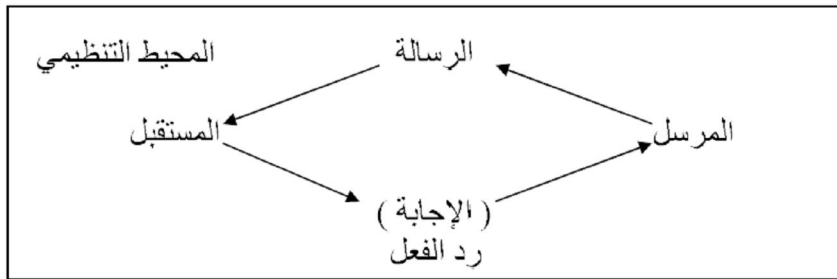 الرسالة
المحيط التنظيمي
المرسل
المستقبل
( الإجابة )
رد الفعل